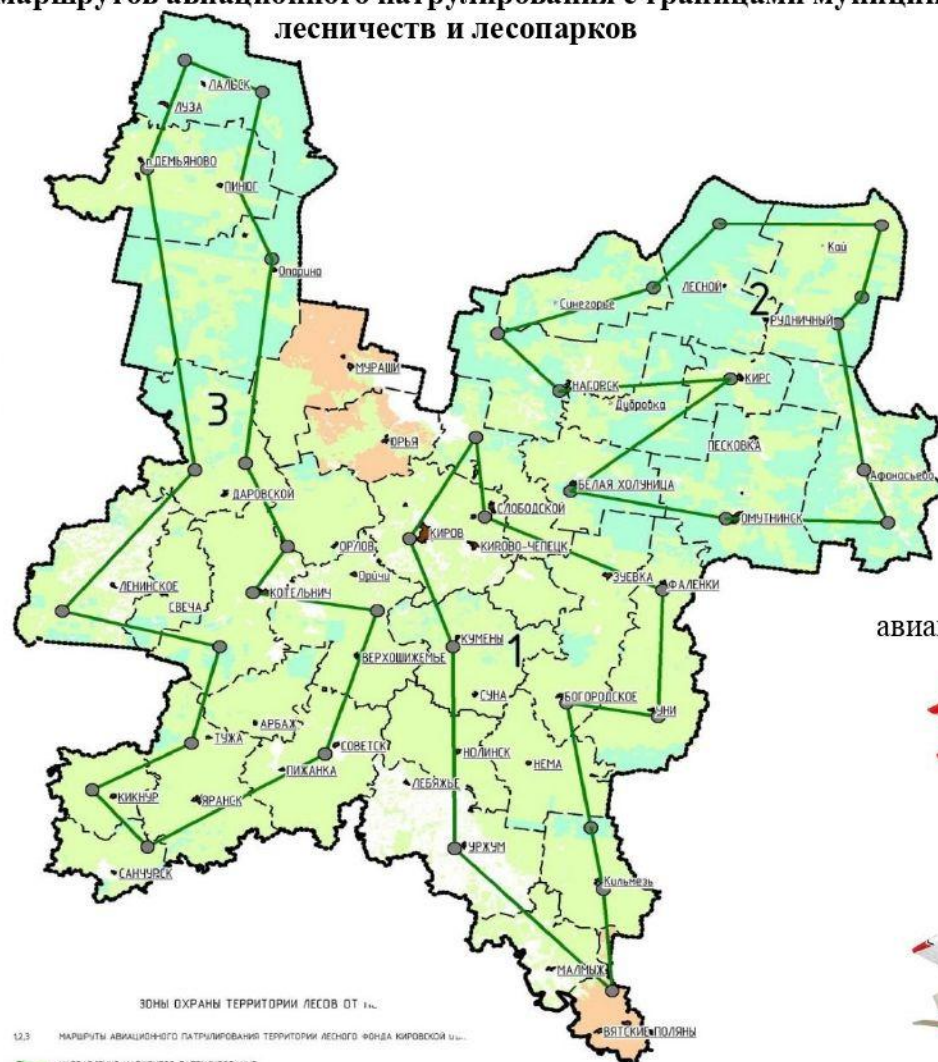 маршрутов авиационного патрулирования с границами
лесничеств и лесопарков
ЛАЛЬСК
ЛУЗА
п.ДЕМЬЯНОВО
ПИНЮГ
Опарино
Кай
ЛЕСНОЙ
Синегорье
2
РУДНИЧНЫЙ
МУРАШИ
НАГОРСК
КИРС
Дубровка
3
ЮРЬЯ
ПЕСКОВКА
Афанасьево
БЕЛАЯ ХОЛУНИЦА
ДАРОВСКОЙ
СЛОБОДСКОЙ
ОМУТНИНСК
КИРОВ
ОРЛОВ
КИРОВО-ЧЕПЕЦК
Оричи
ЗУЕВКА
ФАЛЕНКИ
ЛЕНИНСКОЕ
КОТЕЛЬНИЧ
СВЕЧА
авиа
КУМЕНЫ
1
ВЕРХОШИЖЕМЬЕ
СУНА
БОГОРОДСКОЕ
УНИ
АРБАЖ
ТУЖА
СОВЕТСК
НОЛИНСК
НЕМА
ПИЖАНКА
ЛЕБЯЖЬЕ
КИКНУР
ЯРАНСК
УРЖУМ
САНЧУРСК
Кильмезь
МАЛМЫЖ
ЗОНЫ ОХРАНЫ ТЕРРИТОРИИ ЛЕСОВ ОТ
ВЯТСКИЕ ПОЛЯНЫ
1,2,3 МАРШРУТЫ АВИАЦИОННОГО ПАТРУЛИРОВАНИЯ ТЕРРИТОРИИ ЛЕСНОГО ФОНДА КИРОВСКОЙ